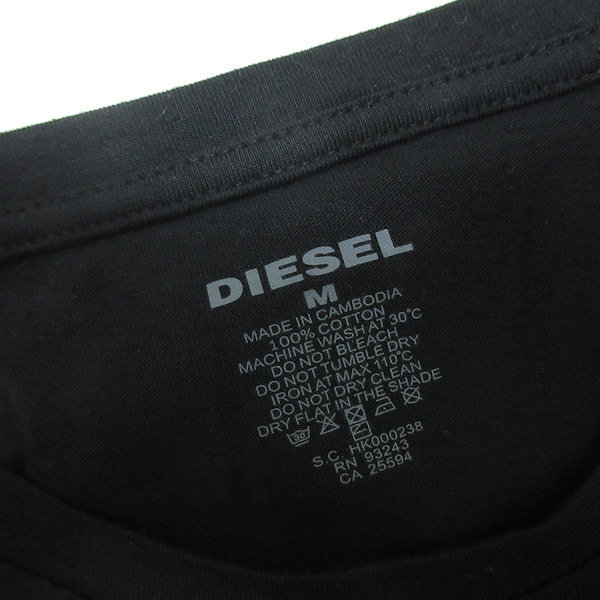 DIESEL
M
MADE IN CAMBODIA
100% COTTON
MACHINE WASH AT 30°C
DO NOT BLEACH
DO NOT TUMBLE DRY
IRON AT MAX 110°C
DO NOT DRY CLEAN
DRY FLAT IN THE SHADE
30
S.C. HK000238
RN 93243
CA 25594